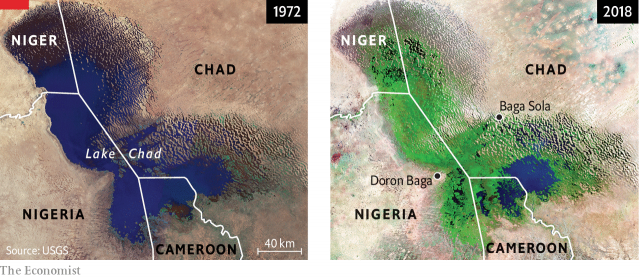 1972
NIGER
CHAD
Lake Chad
NIGERIA
CAMEROON
Source: USGS
40 km
2018
NIGER
CHAD
Baga Sola
Doron Baga
NIGERIA
CAMEROON
The Economist